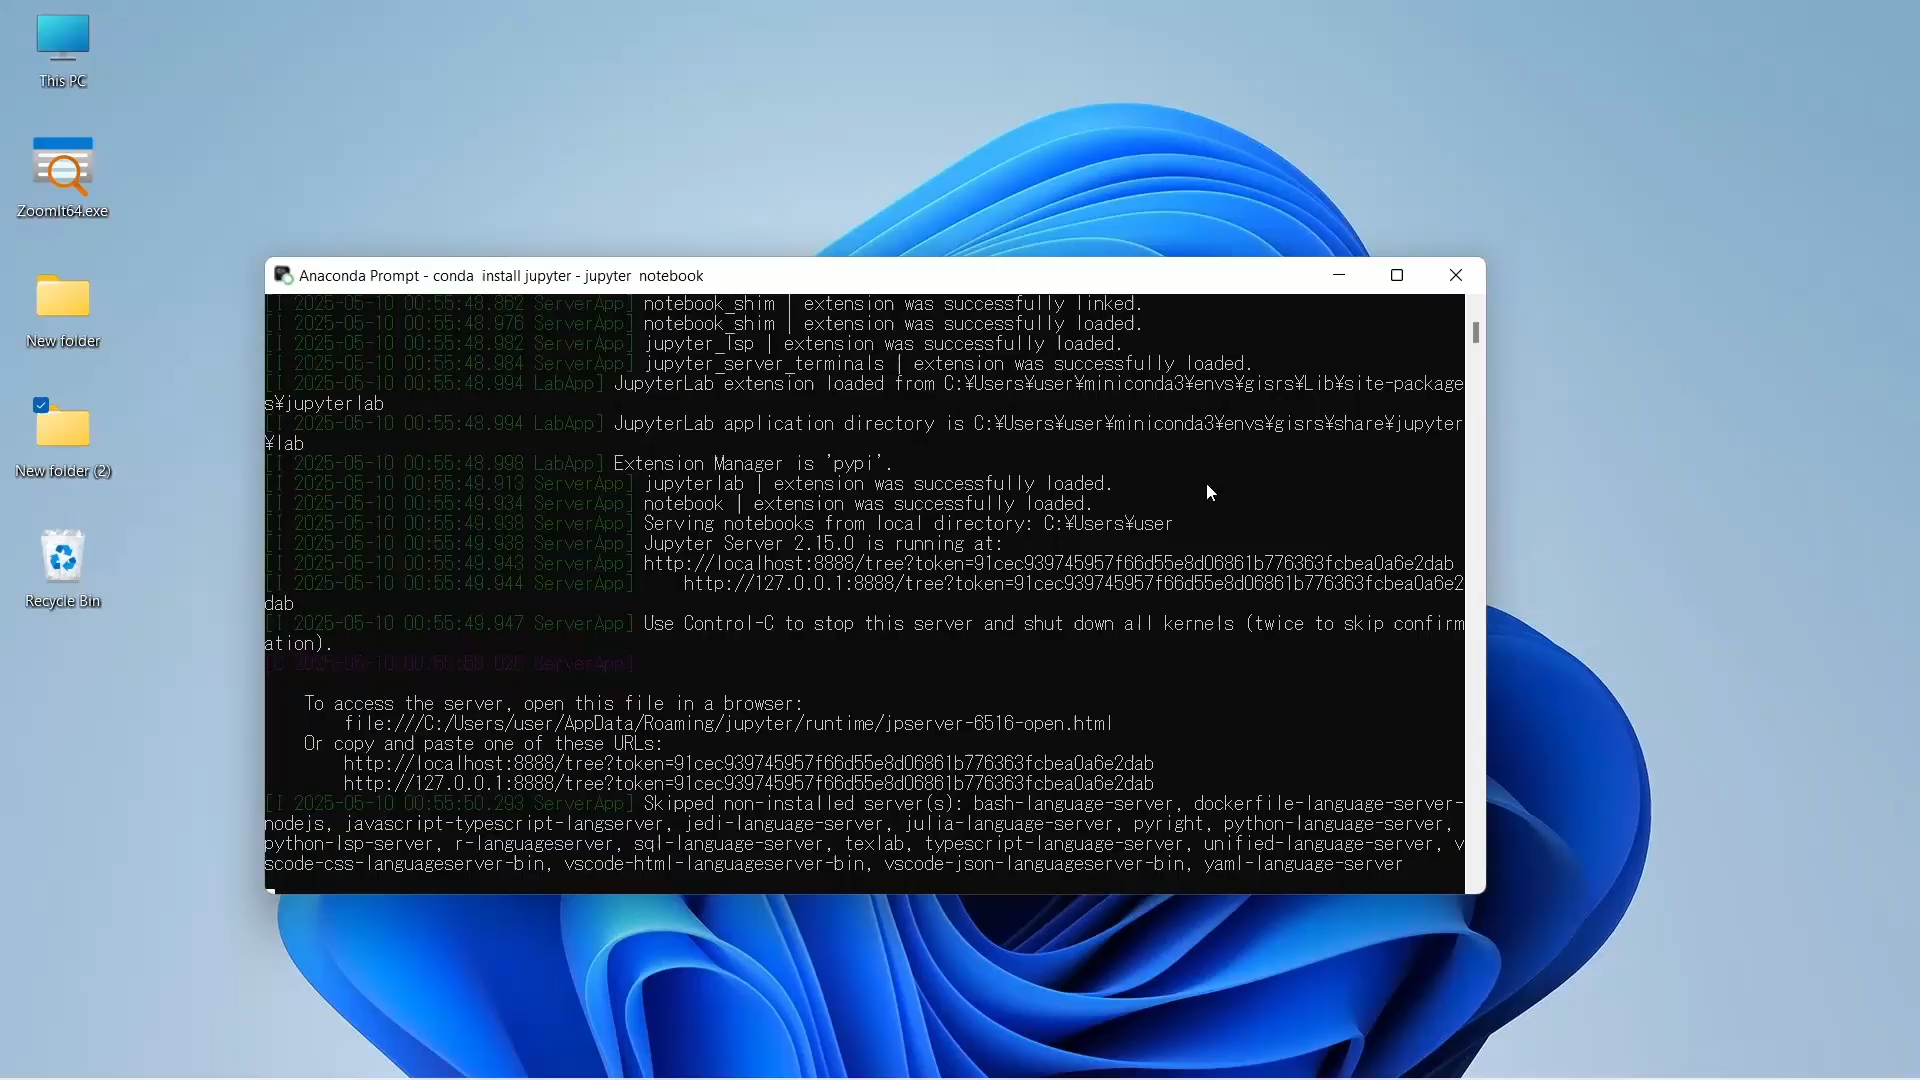 This PC
ZoomIt64.exe
New folder
New folder (2)
Recycle Bin
Anaconda Prompt - conda  install jupyter - jupyter  notebook
[I 2025-05-10 00:55:48.862 ServerApp] notebook_shim | extension was successfully linked.
[I 2025-05-10 00:55:48.976 ServerApp] notebook_shim | extension was successfully loaded.
[I 2025-05-10 00:55:48.982 ServerApp] jupyter_lsp | extension was successfully loaded.
[I 2025-05-10 00:55:48.984 ServerApp] jupyter_server_terminals | extension was successfully loaded.
[I 2025-05-10 00:55:48.994 LabApp] JupyterLab extension loaded from C:¥Users¥user¥miniconda3¥envs¥gisrs¥Lib¥site-package
s¥jupyterlab
[I 2025-05-10 00:55:48.994 LabApp] JupyterLab application directory is C:¥Users¥user¥miniconda3¥envs¥gisrs¥share¥jupyter
¥lab
[I 2025-05-10 00:55:48.998 LabApp] Extension Manager is 'pypi'.
[I 2025-05-10 00:55:49.913 ServerApp] jupyterlab | extension was successfully loaded.
[I 2025-05-10 00:55:49.934 ServerApp] notebook | extension was successfully loaded.
[I 2025-05-10 00:55:49.938 ServerApp] Serving notebooks from local directory: C:¥Users¥user
[I 2025-05-10 00:55:49.938 ServerApp] Jupyter Server 2.15.0 is running at:
[I 2025-05-10 00:55:49.943 ServerApp] http://localhost:8888/tree?token=91cec939745957f66d55e8d06861b776363fcbea0a6e2dab
[I 2025-05-10 00:55:49.944 ServerApp]     http://127.0.0.1:8888/tree?token=91cec939745957f66d55e8d06861b776363fcbea0a6e2
dab
[I 2025-05-10 00:55:49.947 ServerApp] Use Control-C to stop this server and shut down all kernels (twice to skip confirm
ation).
[C 2025-05-10 00:55:50.026 ServerApp]
To access the server, open this file in a browser:
file:///C:/Users/user/AppData/Roaming/jupyter/runtime/jpserver-6516-open.html
Or copy and paste one of these URLs:
http://localhost:8888/tree?token=91cec939745957f66d55e8d06861b776363fcbea0a6e2dab
http://127.0.0.1:8888/tree?token=91cec939745957f66d55e8d06861b776363fcbea0a6e2dab
[I 2025-05-10 00:55:50.293 ServerApp] Skipped non-installed server(s): bash-language-server, dockerfile-language-server-
nodejs, javascript-typescript-langserver, jedi-language-server, julia-language-server, pyright, python-language-server,
python-lsp-server, r-languageserver, sql-language-server, texlab, typescript-language-server, unified-language-server, v
scode-css-languageserver-bin, vscode-html-languageserver-bin, vscode-json-languageserver-bin, yaml-language-server